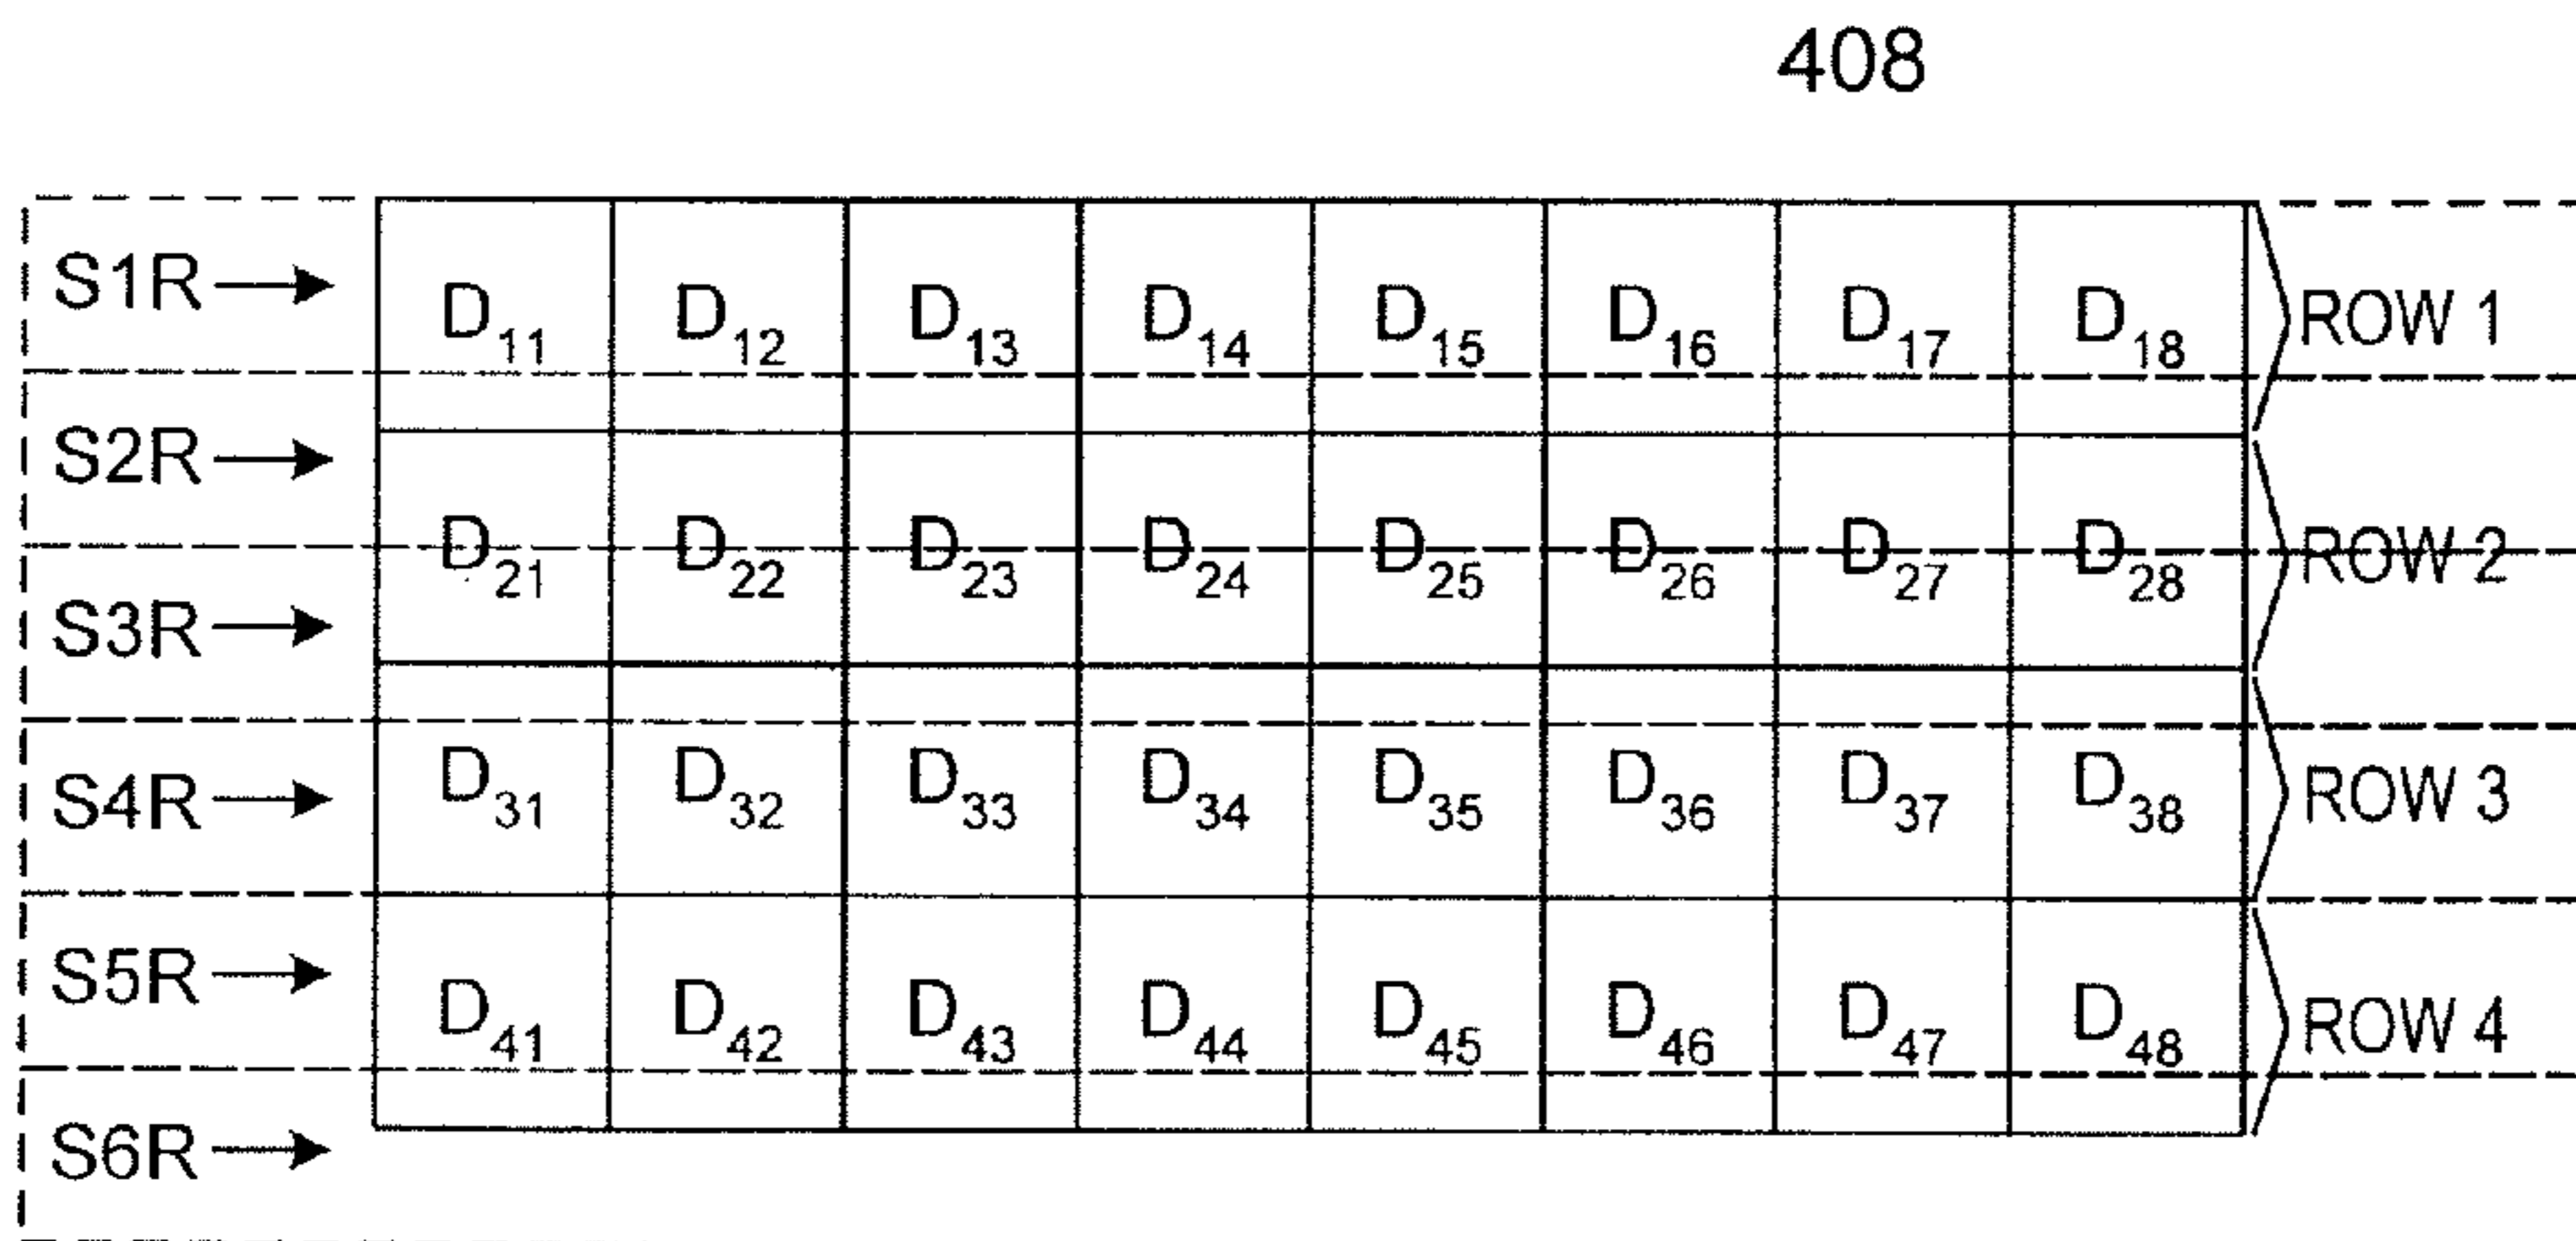 408
S1R D11 D12 D13 D14 D15 D16 D17 D18 ROW 1
S2R
D21 D22 D23 D24 D25 D26 D27 D28 ROW 2
S3R
S4R D31 D32 D33 D34 D35 D36 D37 D38 ROW 3
S5R D41 D42 D43 D44 D45 D46 D47 D48 ROW 4
S6R